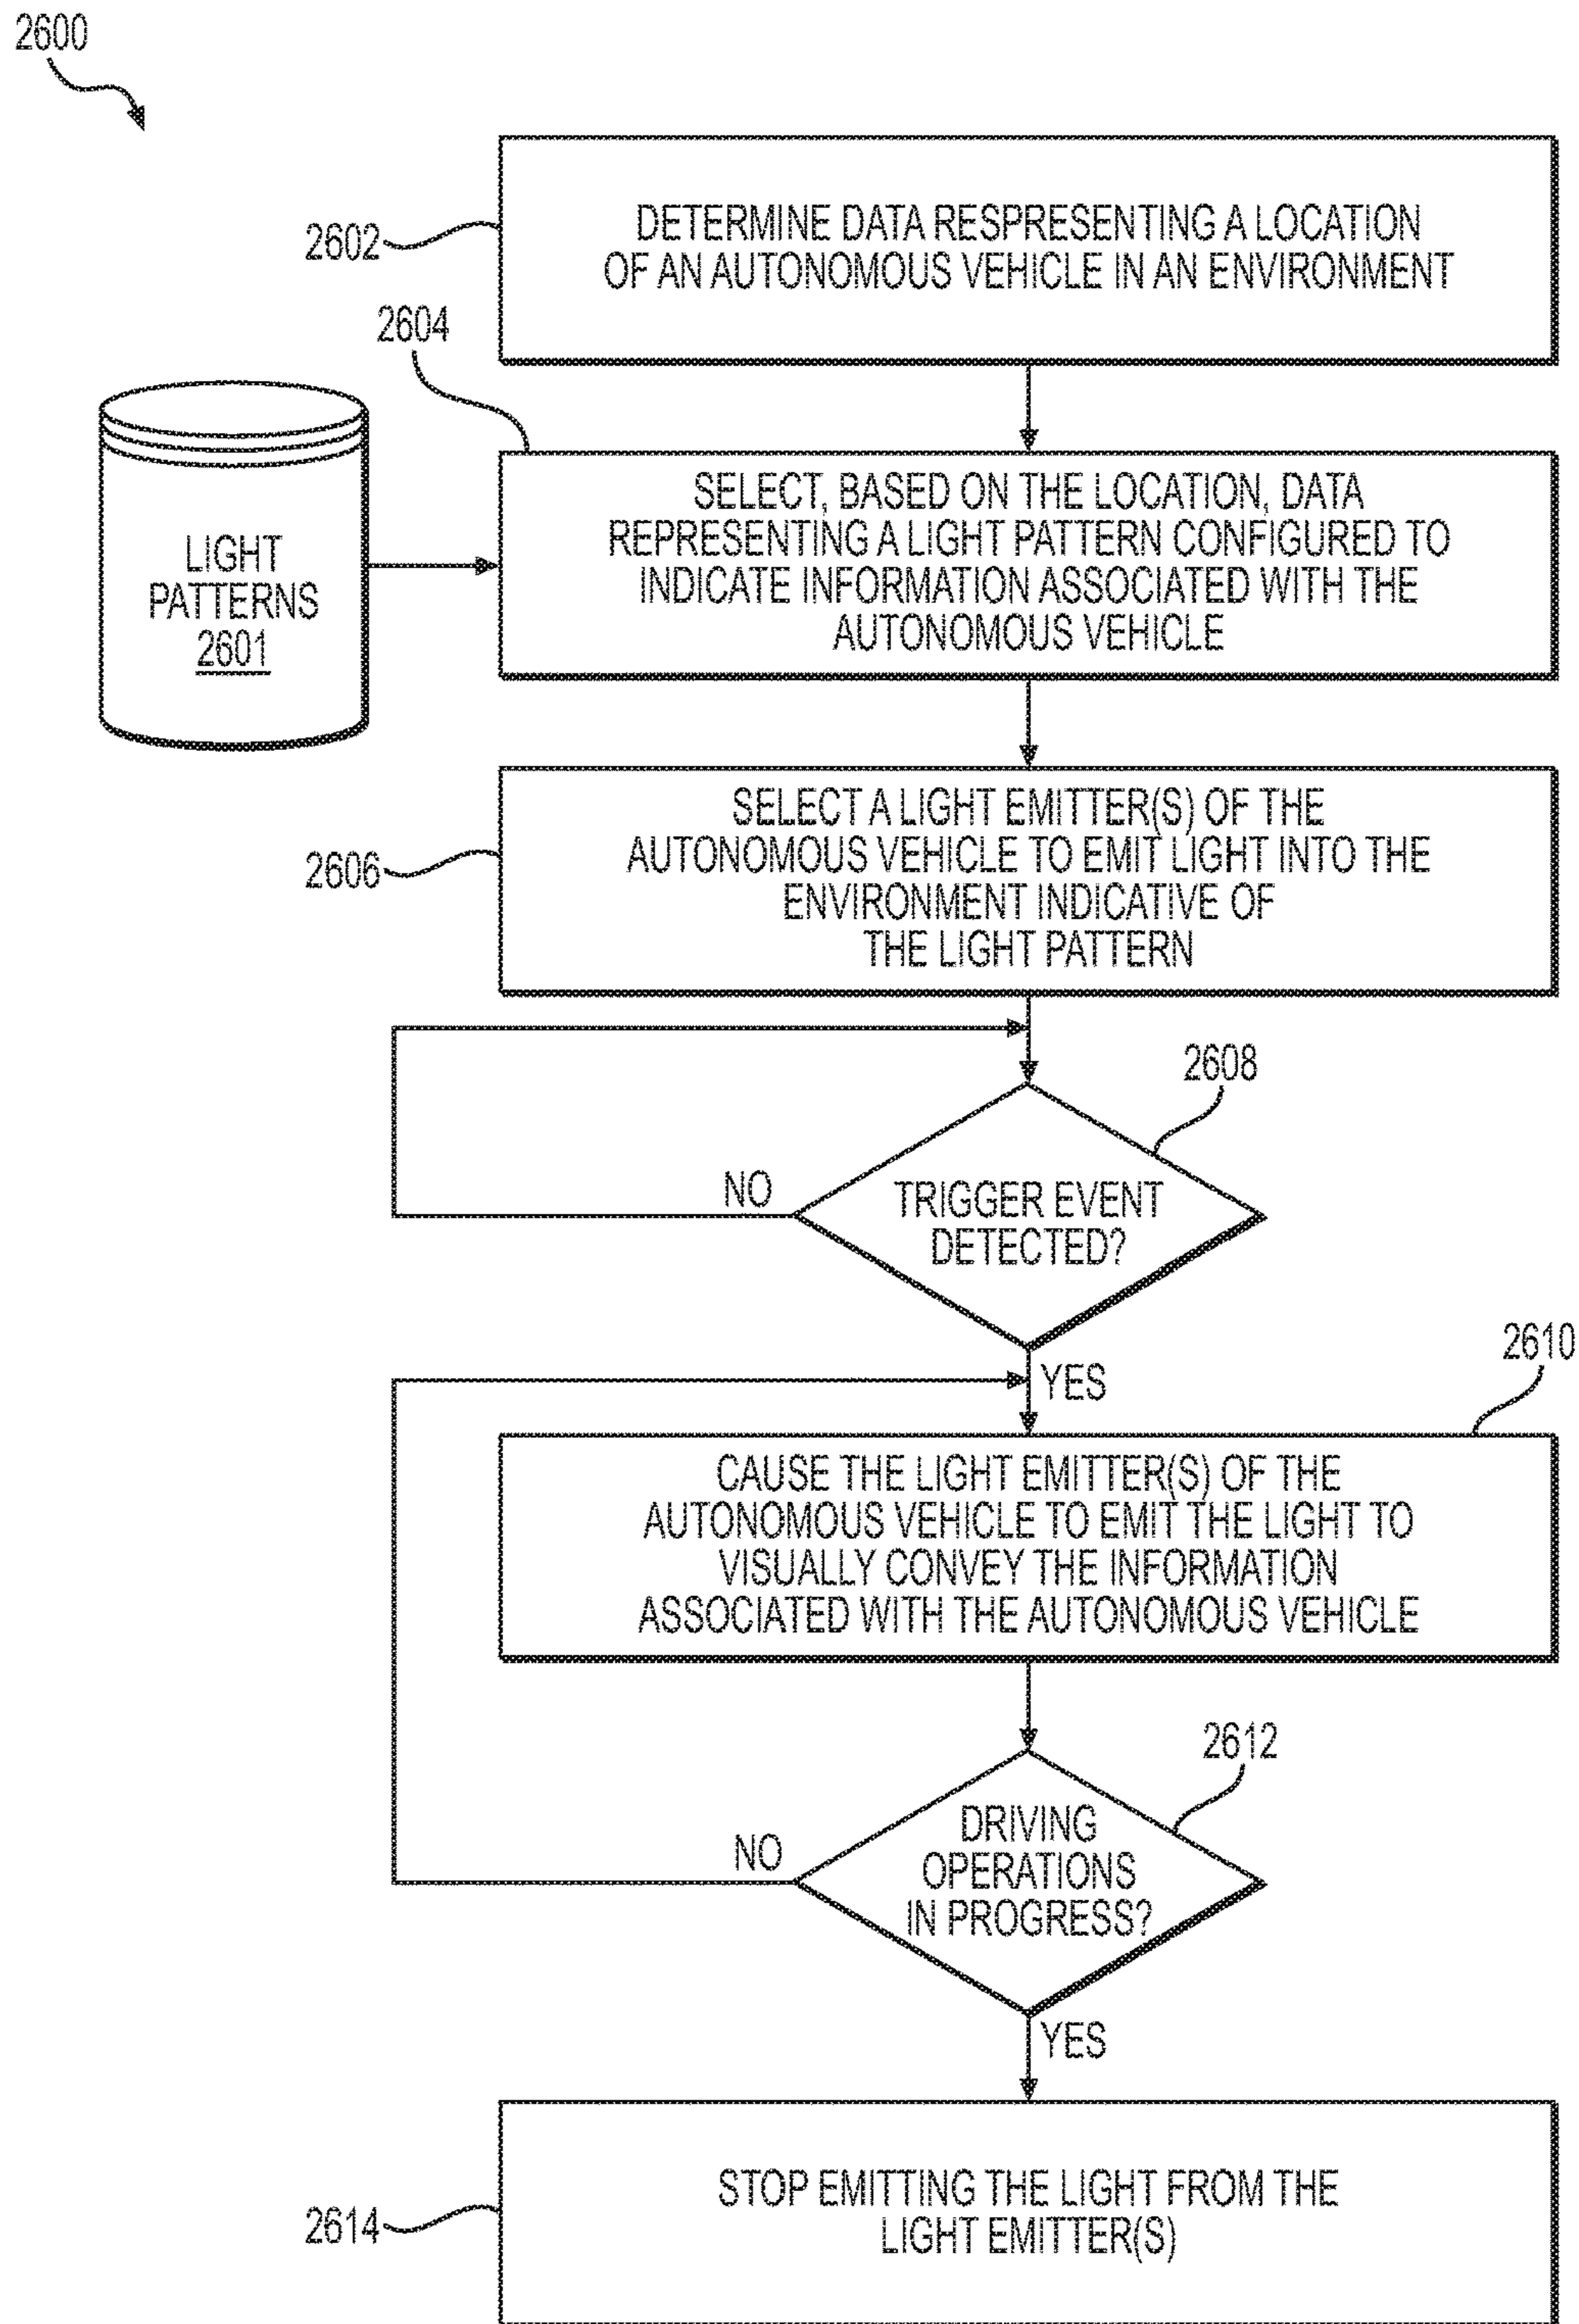 2600
2602
DETERMINE DATA RESPRESENTING A LOCATION
OF AN AUTONOMOUS VEHICLE IN AN ENVIRONMENT
2604
LIGHT
PATTERNS
2601
SELECT, BASED ON THE LOCATION, DATA
REPRESENTING A LIGHT PATTERN CONFIGURED TO
INDICATE INFORMATION ASSOCIATED WITH THE
AUTONOMOUS VEHICLE
2606
SELECT A LIGHT EMITTER(S) OF THE
AUTONOMOUS VEHICLE TO EMIT LIGHT INTO THE
ENVIRONMENT INDICATIVE OF
THE LIGHT PATTERN
2608
NO
TRIGGER EVENT
DETECTED?
YES
2610
CAUSE THE LIGHT EMITTER(S) OF THE
AUTONOMOUS VEHICLE TO EMIT THE LIGHT TO
VISUALLY CONVEY THE INFORMATION
ASSOCIATED WITH THE AUTONOMOUS VEHICLE
2612
NO
DRIVING
OPERATIONS
IN PROGRESS?
YES
2614
STOP EMITTING THE LIGHT FROM THE
LIGHT EMITTER(S)